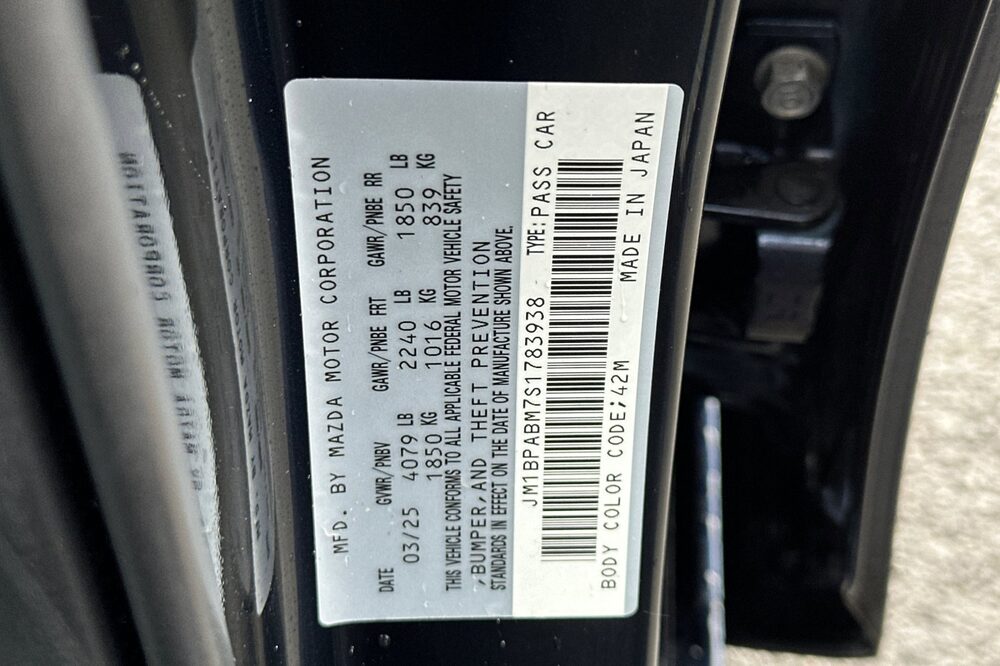 MFD. BY MAZDA MOTOR CORPORATION
DATE GVWR/PNBV GAWR/PNBE FRT GAWR/PNBE RR
03/25 4079 LB 2240 LB 1850 LB
1850 KG 1016 KG 839 KG
THIS VEHICLE CONFORMS TO ALL APPLICABLE FEDERAL MOTOR VEHICLE SAFETY
,BUMPER,AND THEFT PREVENTION
STANDARDS IN EFFECT ON THE DATE OF MANUFACTURE SHOWN ABOVE.
JM1BPABM7S1783938 TYPE:PASS CAR
MADE IN JAPAN
BODY COLOR CODE;42M